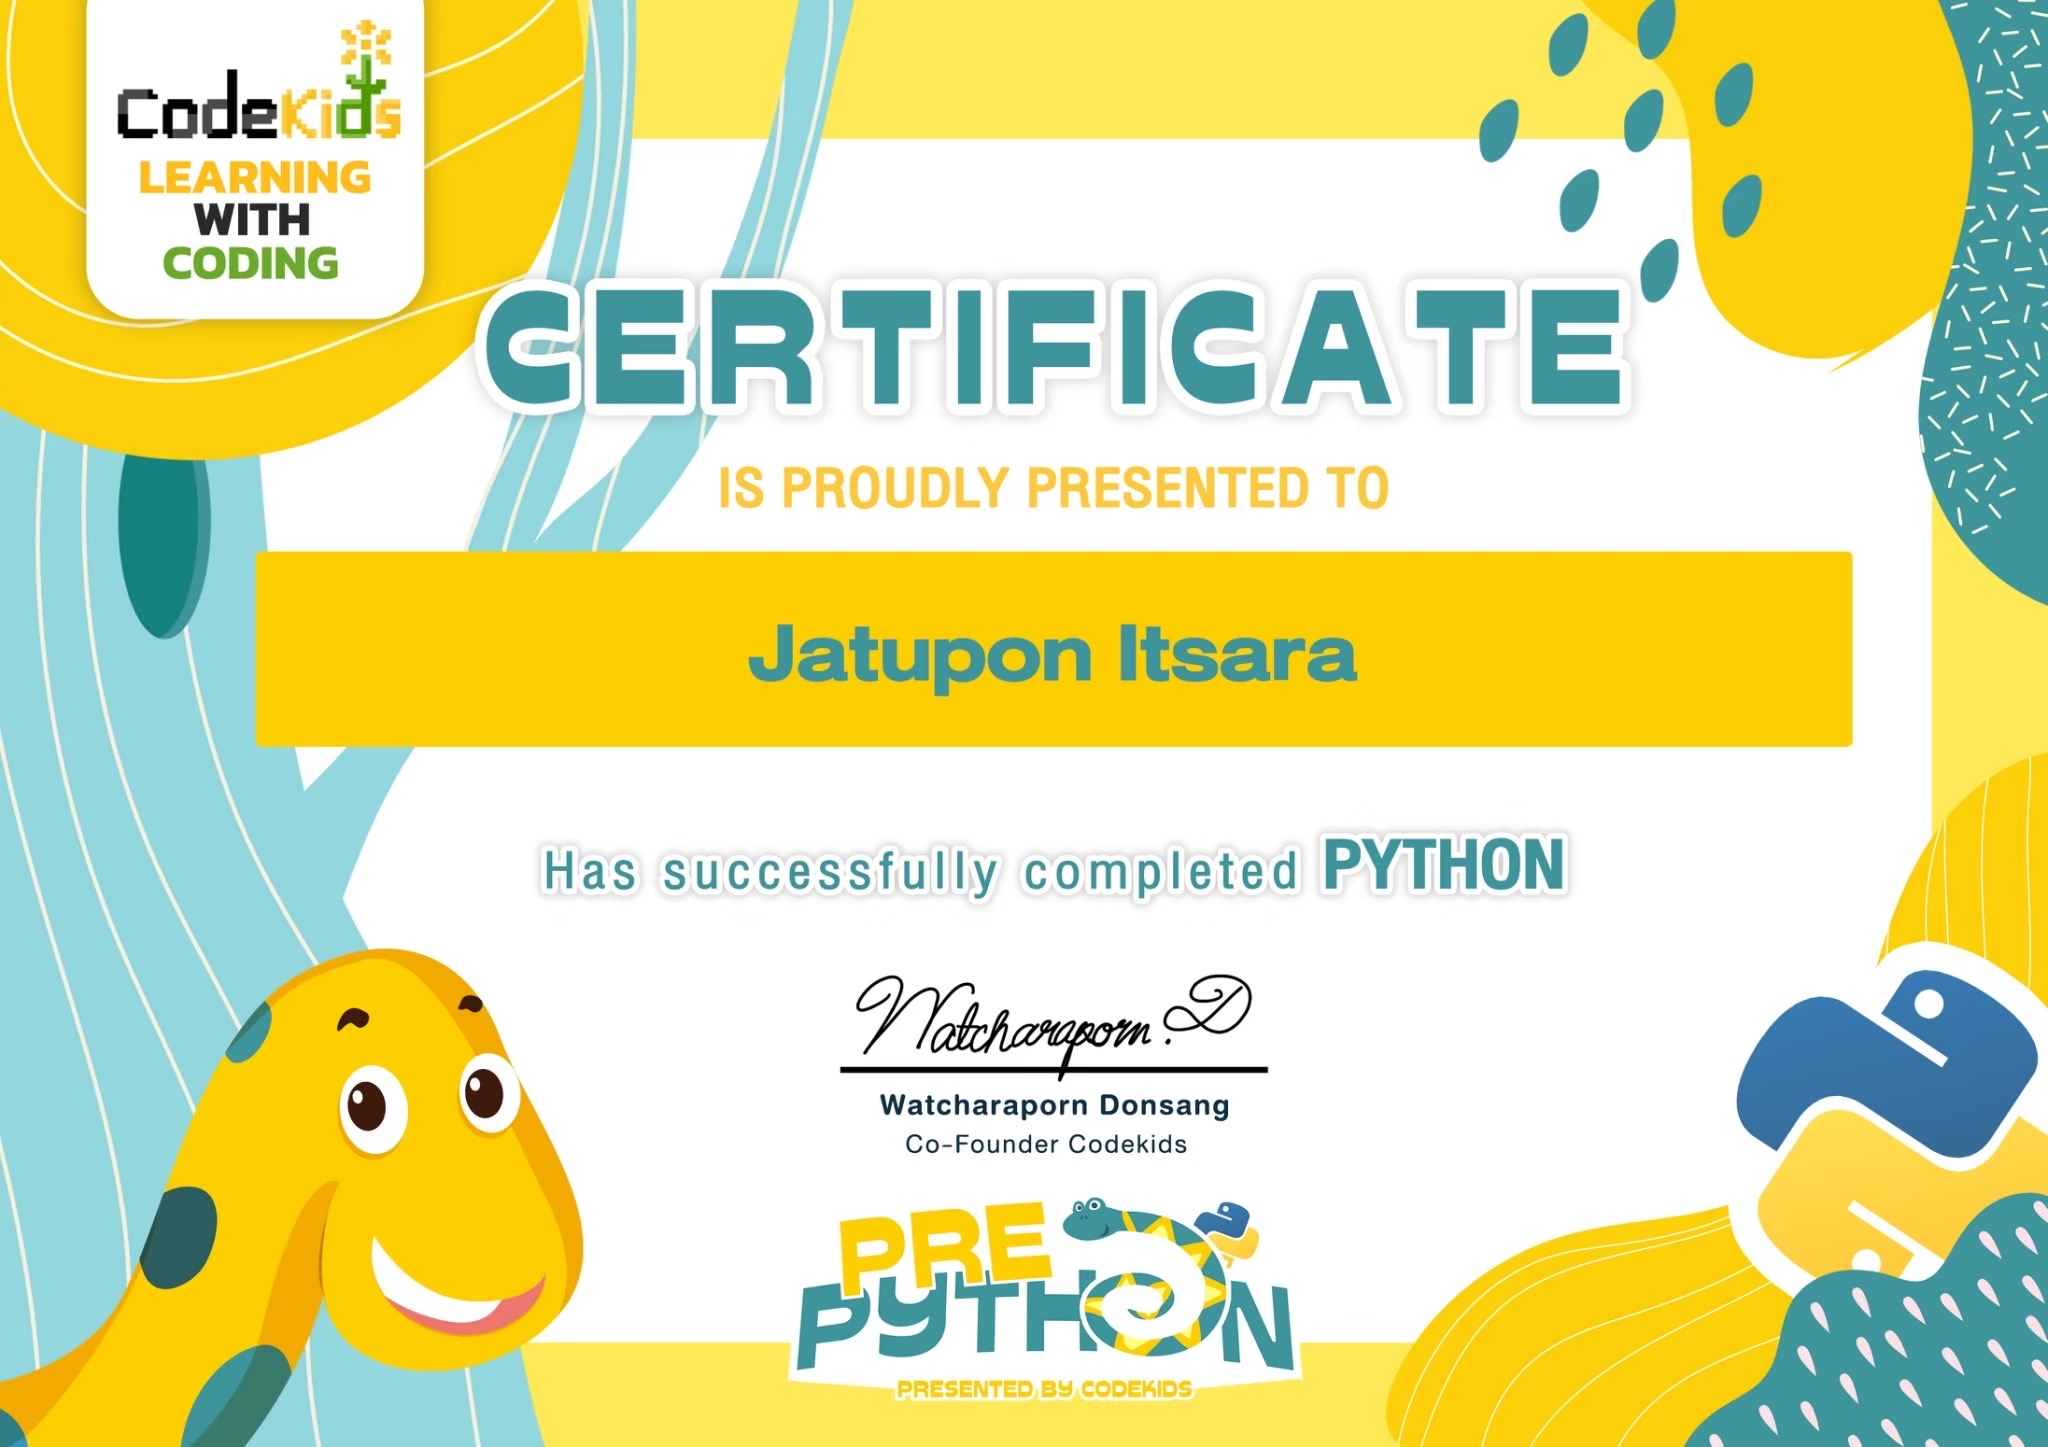 CodeKids
LEARNING
WITH
CODING
CERTIFICATE
IS PROUDLY PRESENTED TO
Jatupon Itsara
Has successfully completed PYTHON
Watcharaporn.D
Watcharaporn Donsang
Co-Founder Codekids
PRE
PYTHON
PRESENTED BY CODEKIDS